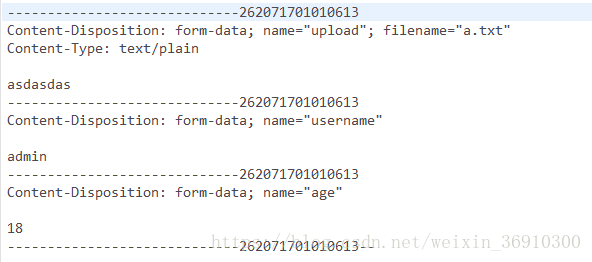 -----------------------------262071701010613
Content-Disposition: form-data; name="upload"; filename="a.txt"
Content-Type: text/plain

asdasdas
-----------------------------262071701010613
Content-Disposition: form-data; name="username"

admin
-----------------------------262071701010613
Content-Disposition: form-data; name="age"

18
-----------------------------262071701010613--
https://blog.csdn.net/weixin_36910300